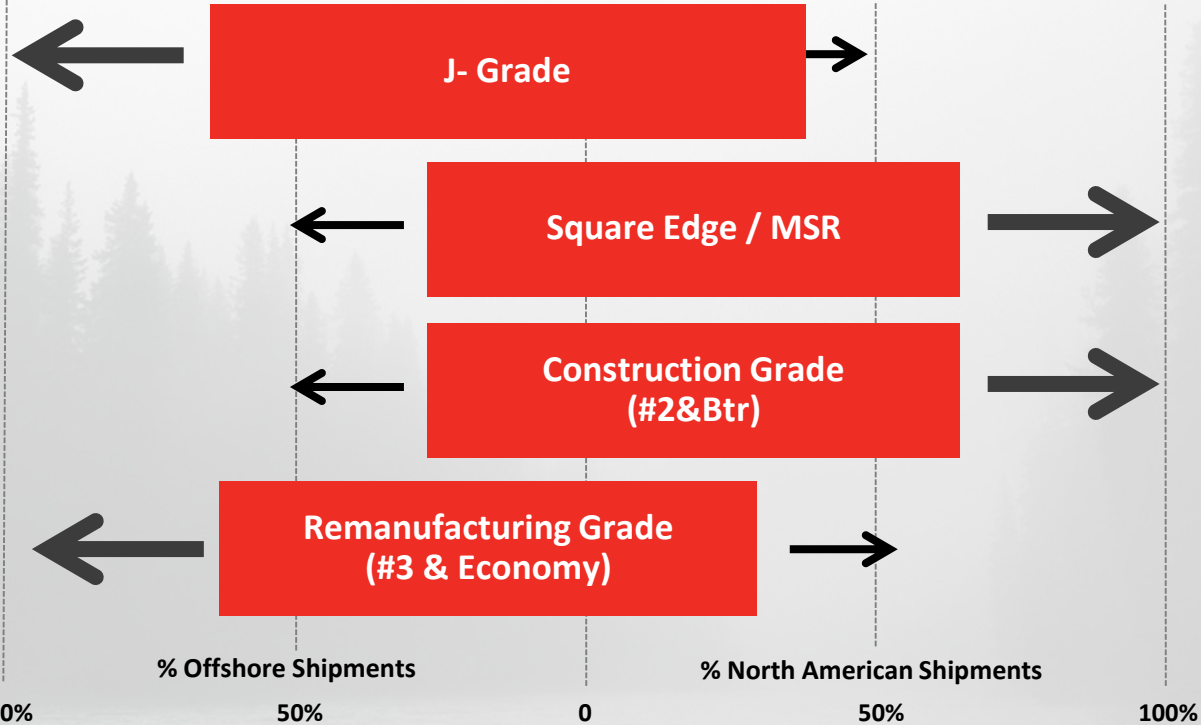 J- Grade
Square Edge / MSR
Construction Grade
(#2&Btr)
Remanufacturing Grade
(#3 & Economy)
% Offshore Shipments
% North American Shipments
0%
50%
0
50%
100%